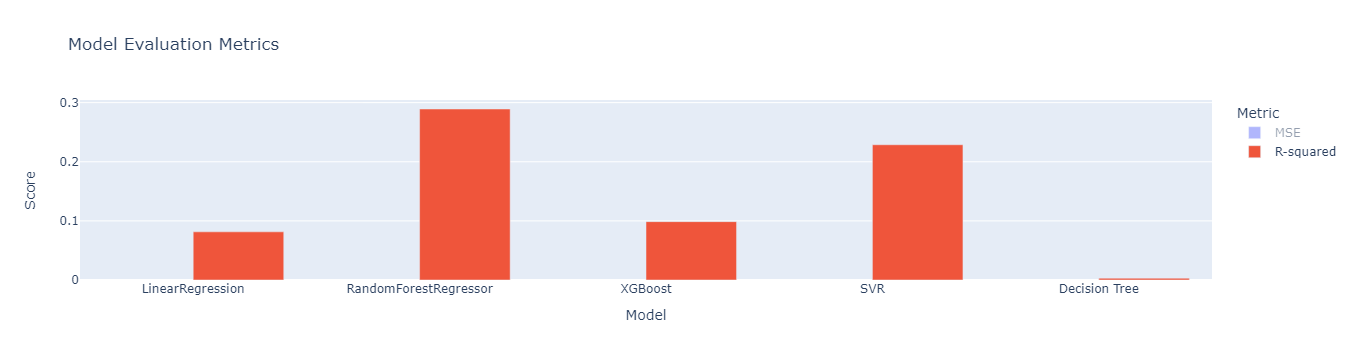 Model Evaluation Metrics
Score
0.3
0.2
0.1
0
LinearRegression
RandomForestRegressor
XGBoost
SVR
Decision Tree
Model
Metric
MSE
R-squared